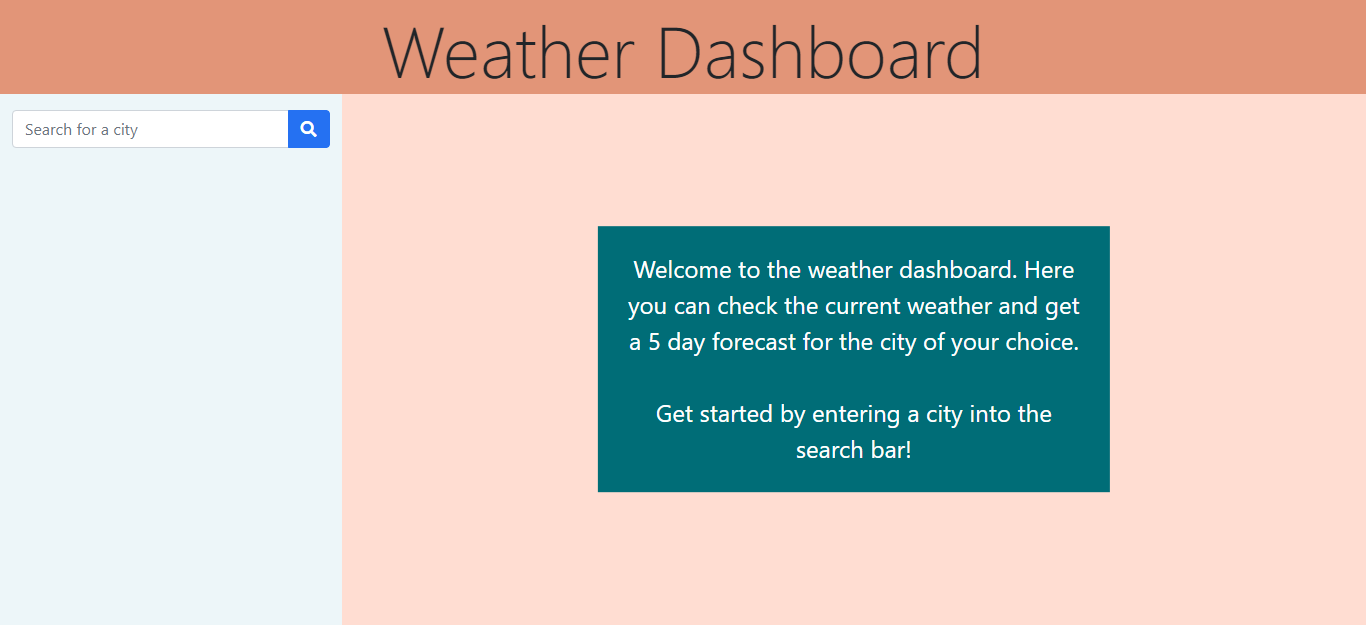 Weather Dashboard
Search for a city
Welcome to the weather dashboard. Here
you can check the current weather and get
a 5 day forecast for the city of your choice.
Get started by entering a city into the
search bar!